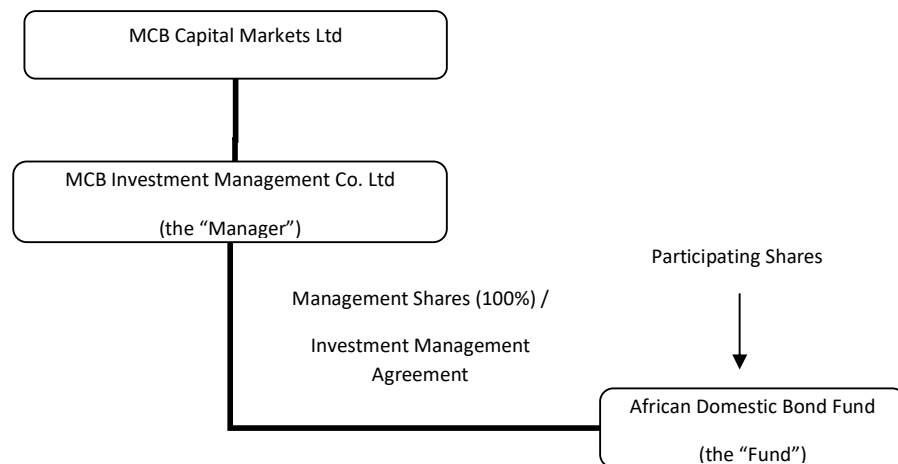 MCB Capital Markets Ltd
MCB Investment Management Co. Ltd
(the “Manager”)
Participating Shares
Management Shares (100%) /
Investment Management
Agreement
African Domestic Bond Fund
(the “Fund”)